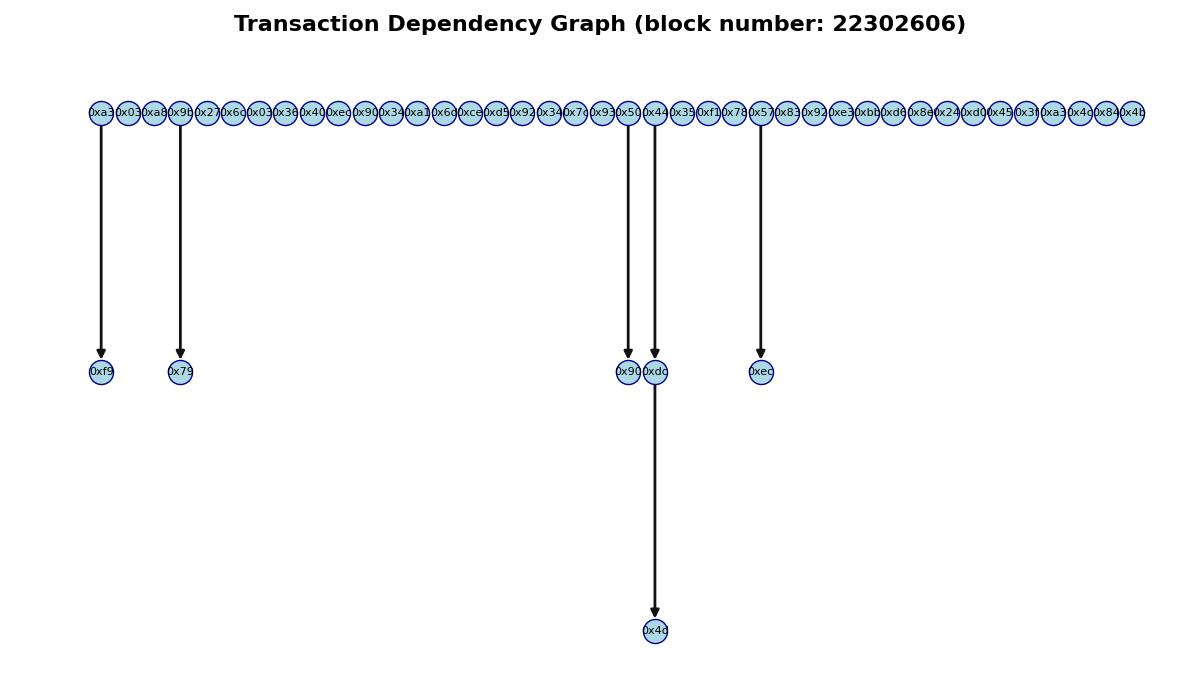 Transaction Dependency Graph (block number: 22302606)
0xa3 0x03 0xa8 0x9b 0x27 0x6c 0x03 0x36 0x40 0xec 0x90 0x34 0xa1 0x6d 0xce 0xd5 0x92 0x34 0x7c 0x93 0x50 0x44 0x35 0xf1 0x78 0x57 0x83 0x92 0xe3 0xbb 0xd6 0x8e 0x24 0xd0 0x45 0x3f 0xa3 0x4c 0x84 0x4b
0xf9 0x79 0x90 0xdc 0xec
0x4c